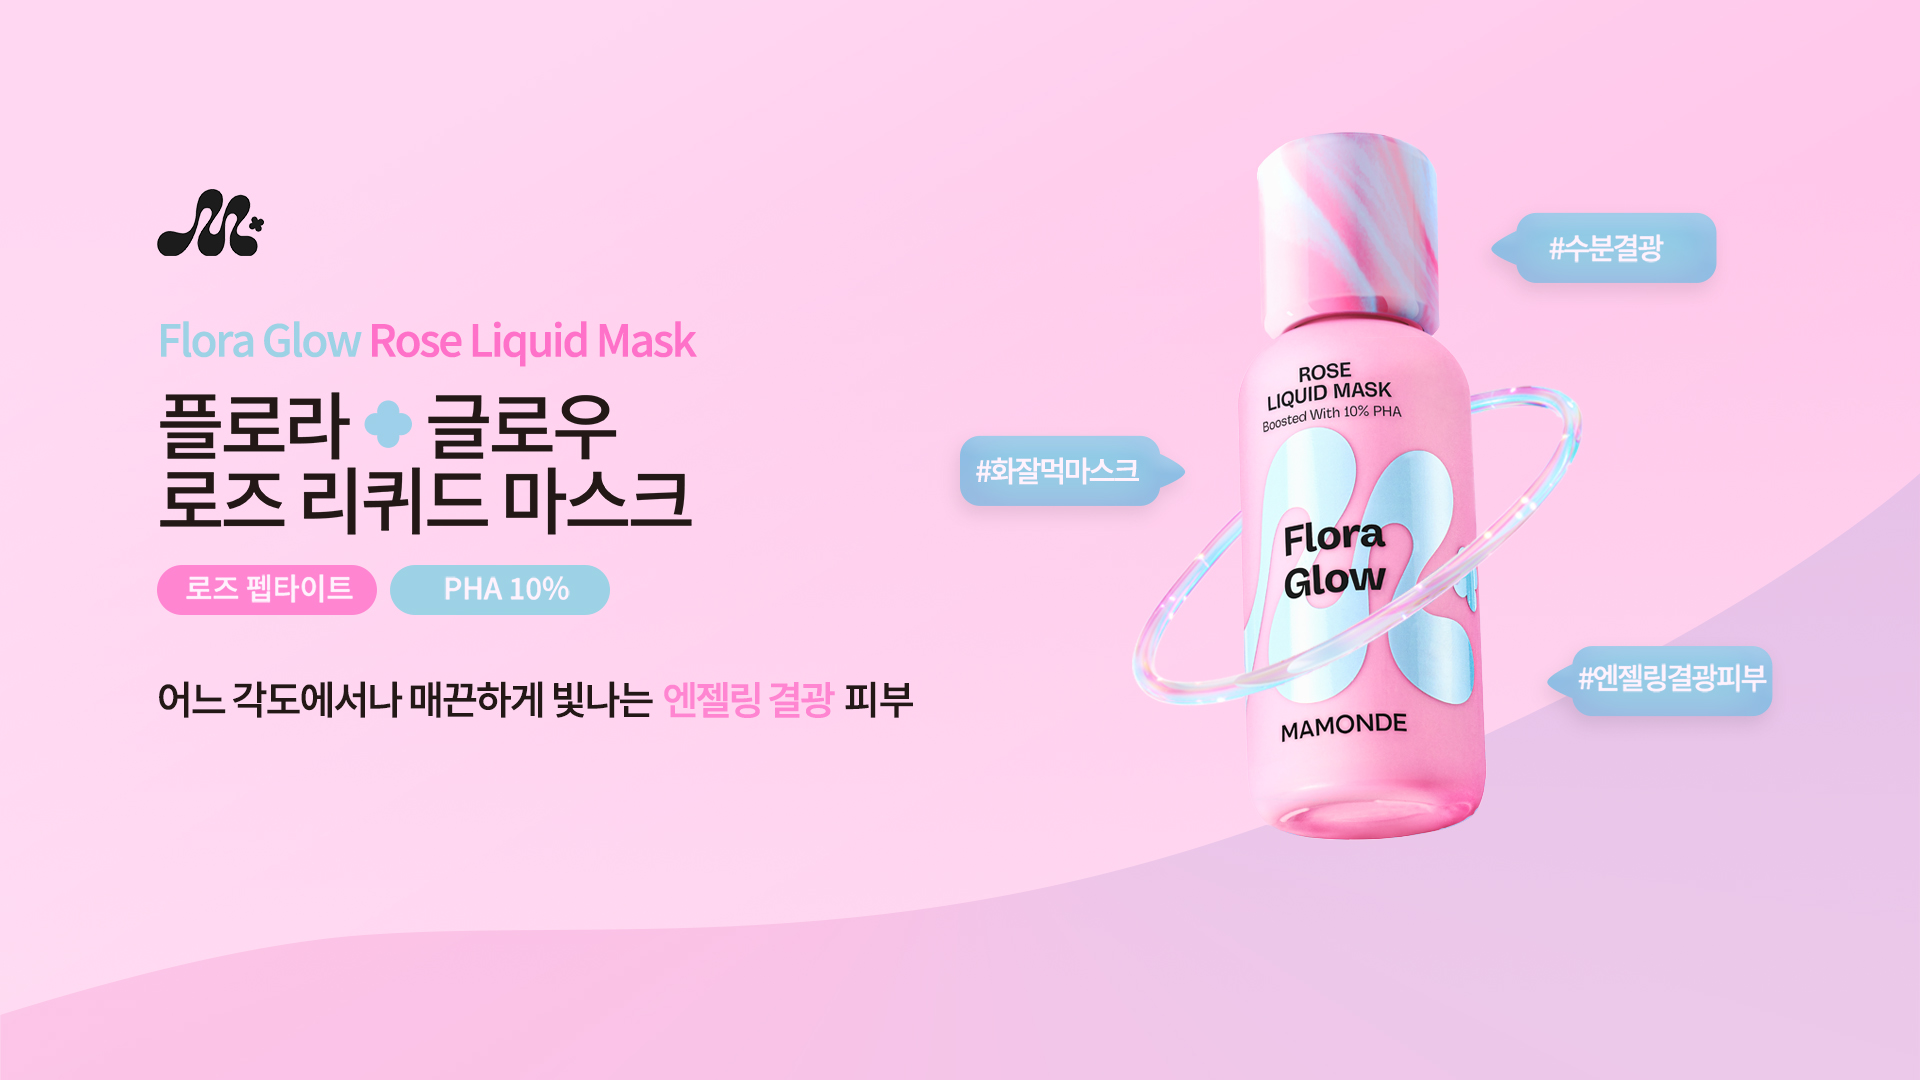 Flora Glow Rose Liquid Mask
플로라 글로우
로즈 리퀴드 마스크
로즈 펩타이트 PHA 10%
어느 각도에서나 매끈하게 빛나는 엔젤링 결광 피부
#수분결광
#화잘먹마스크
#엔젤링결광피부
ROSE
LIQUID MASK
Boosted With 10% PHA
Flora
Glow
MAMONDE